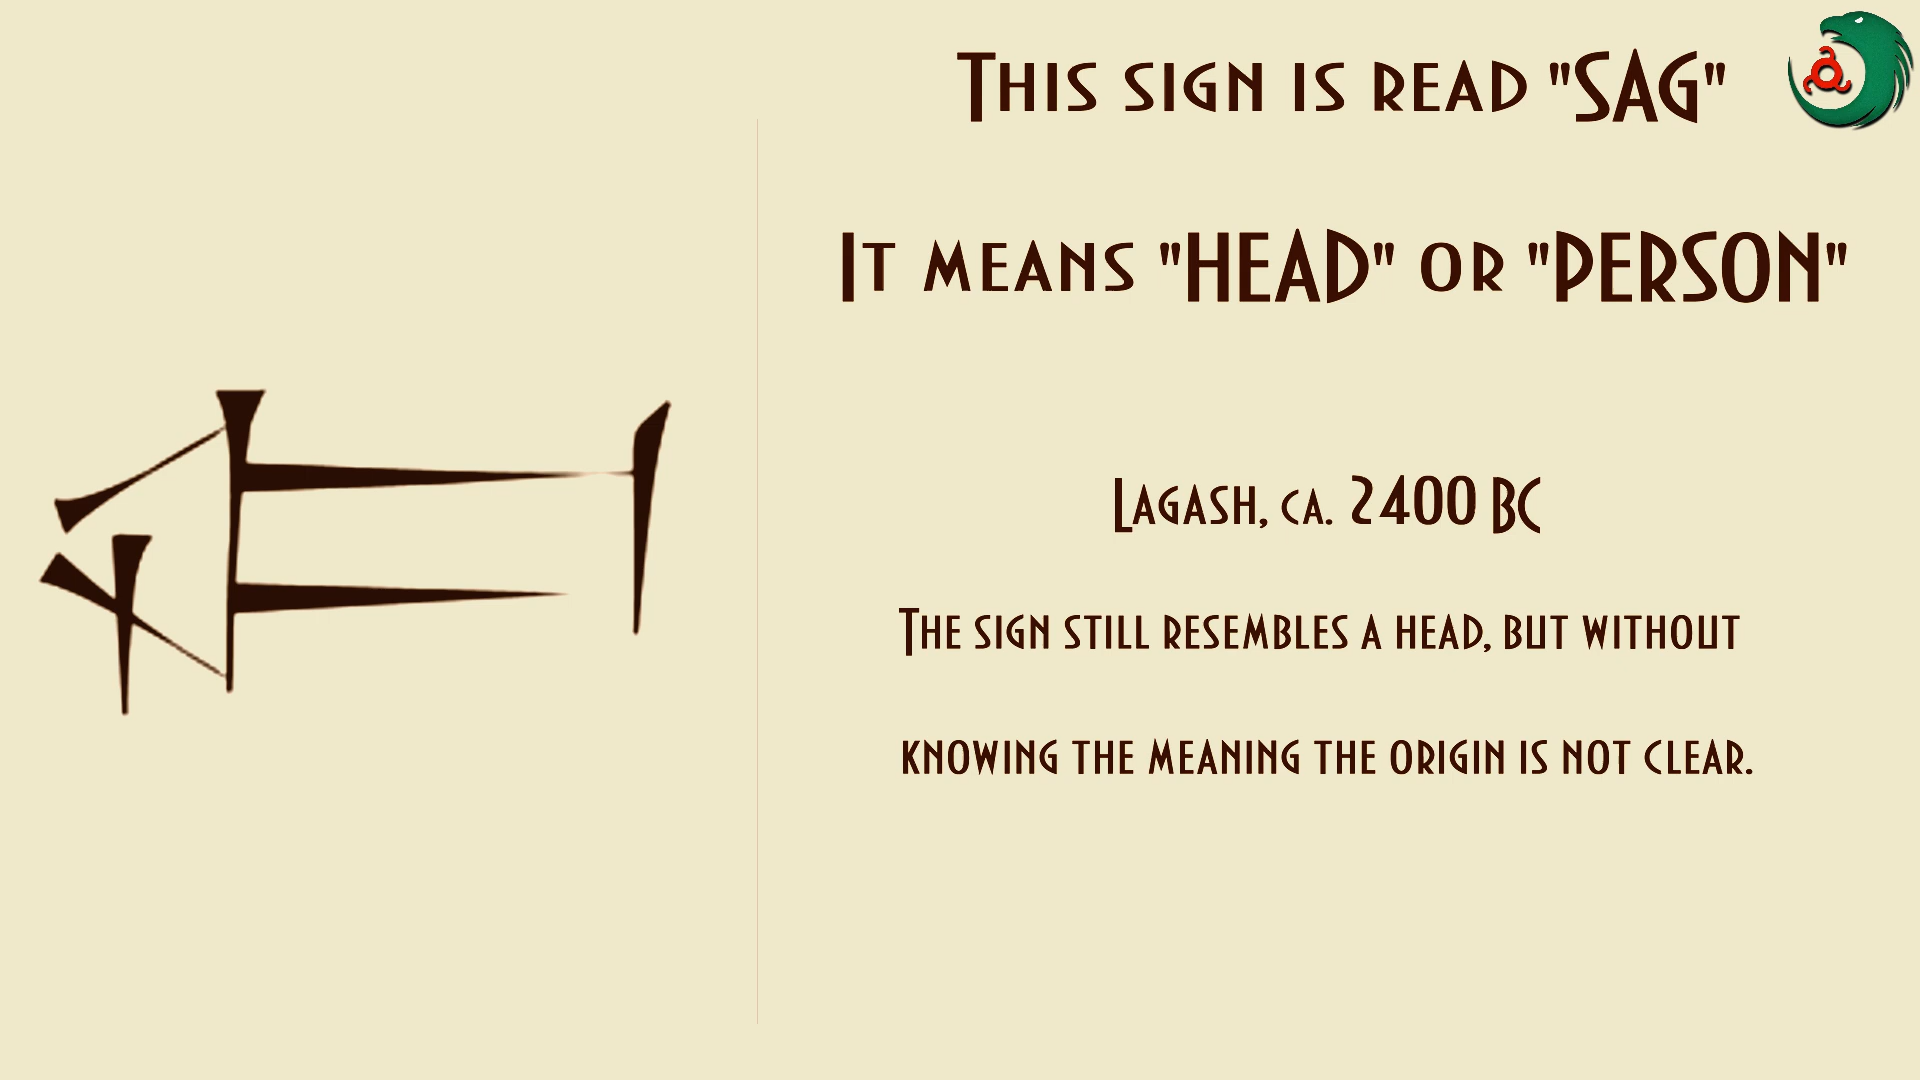 𒊕
This sign is read "SAG"
It means "HEAD" or "PERSON"
Lagash, ca. 2400 BC
The sign still resembles a head, but without
knowing the meaning the origin is not clear.